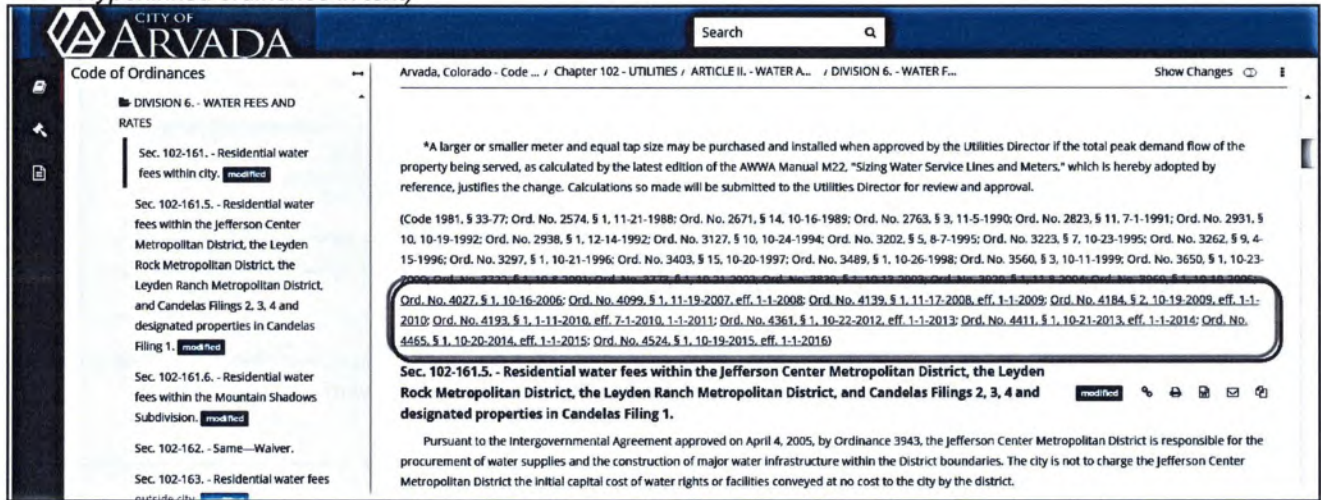 CITY OF
ARVADA
Search
Code of Ordinances
DIVISION 6. - WATER FEES AND
RATES
Sec. 102-161. - Residential water
fees within city. modified
Sec. 102-161.5. - Residential water
fees within the Jefferson Center
Metropolitan District, the Leyden
Rock Metropolitan District, the
Leyden Ranch Metropolitan District,
and Candelas Filings 2, 3, 4 and
designated properties in Candelas
Filing 1. modified
Sec. 102-161.6. - Residential water
fees within the Mountain Shadows
Subdivision. modified
Sec. 102-162. - Same—Waiver.
Sec. 102-163. - Residential water fees
outside city.
Arvada, Colorado - Code ... / Chapter 102 - UTILITIES / ARTICLE II. - WATER A... / DIVISION 6. - WATER F...
Show Changes
*A larger or smaller meter and equal tap size may be purchased and installed when approved by the Utilities Director if the total peak demand flow of the
property being served, as calculated by the latest edition of the AWWA Manual M22, "Sizing Water Service Lines and Meters," which is hereby adopted by
reference, justifies the change. Calculations so made will be submitted to the Utilities Director for review and approval.
(Code 1981, § 33-77; Ord. No. 2574, § 1, 11-21-1988; Ord. No. 2671, § 14, 10-16-1989; Ord. No. 2763, § 3, 11-5-1990; Ord. No. 2823, § 11, 7-1-1991; Ord. No. 2931, §
10, 10-19-1992; Ord. No. 2938, § 1, 12-14-1992; Ord. No. 3127, § 10, 10-24-1994; Ord. No. 3202, § 5, 8-7-1995; Ord. No. 3223, § 7, 10-23-1995; Ord. No. 3262, § 9, 4-
15-1996; Ord. No. 3297, § 1, 10-21-1996; Ord. No. 3403, § 15, 10-20-1997; Ord. No. 3489, § 1, 10-26-1998; Ord. No. 3560, § 3, 10-11-1999; Ord. No. 3650, § 1, 10-23-
Ord. No. 4027, § 1, 10-16-2006; Ord. No. 4099, § 1, 11-19-2007, eff. 1-1-2008; Ord. No. 4139, § 1, 11-17-2008, eff. 1-1-2009; Ord. No. 4184, § 2, 10-19-2009, eff. 1-1-
2010; Ord. No. 4193, § 1, 1-11-2010, eff. 7-1-2010, 1-1-2011; Ord. No. 4361, § 1, 10-22-2012, eff. 1-1-2013; Ord. No. 4411, § 1, 10-21-2013, eff. 1-1-2014; Ord. No.
4465, § 1, 10-20-2014, eff. 1-1-2015; Ord. No. 4524, § 1, 10-19-2015, eff. 1-1-2016)
Sec. 102-161.5. - Residential water fees within the Jefferson Center Metropolitan District, the Leyden
Rock Metropolitan District, the Leyden Ranch Metropolitan District, and Candelas Filings 2, 3, 4 and modified
designated properties in Candelas Filing 1.
Pursuant to the Intergovernmental Agreement approved on April 4, 2005, by Ordinance 3943, the Jefferson Center Metropolitan District is responsible for the
procurement of water supplies and the construction of major water infrastructure within the District boundaries. The city is not to charge the Jefferson Center
Metropolitan District the initial capital cost of water rights or facilities conveyed at no cost to the city by the district.